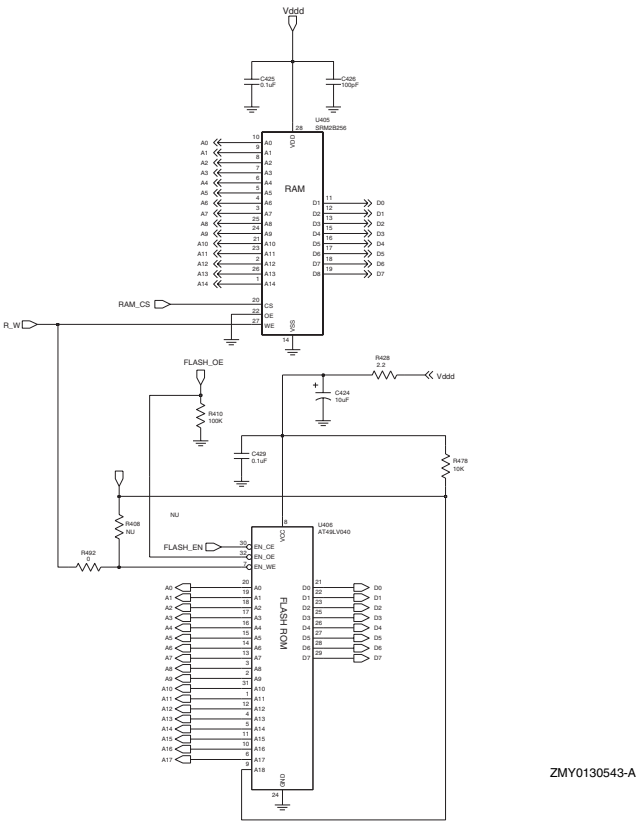 Vddd
C425
0.1uF
C426
100pF
U405
SRM2B256
28
VDD
RAM
A0 10 A0
A1 9 A1
A2 8 A2
A3 7 A3
A4 6 A4
A5 5 A5
A6 4 A6
A7 3 A7
A8 25 A8
A9 24 A9
A10 21 A10
A11 23 A11
A12 2 A12
A13 26 A13
A14 1 A14
D1 11 D0
D2 12 D1
D3 13 D2
D4 15 D3
D5 16 D4
D6 17 D5
D7 18 D6
D8 19 D7
RAM_CS 20 CS
22 OE
R_W 27 WE
VSS
14
FLASH_OE
R410
100K
R428
2.2
Vddd
+
C424
10uF
C429
0.1uF
R478
10K
R408
NU
NU
R492
0
U406
AT49LV040
8
VCC
FLASH_EN 30 EN_CE
32 EN_OE
7 EN_WE
FLASH ROM
A0 20 A0
A1 19 A1
A2 18 A2
A3 17 A3
A4 16 A4
A5 15 A5
A6 14 A6
A7 13 A7
A8 3 A8
A9 2 A9
A10 31 A10
A11 1 A11
A12 12 A12
A13 4 A13
A14 5 A14
A15 11 A15
A16 10 A16
A17 6 A17
9 A18
D0 21 D0
D1 22 D1
D2 23 D2
D3 25 D3
D4 26 D4
D5 27 D5
D6 28 D6
D7 29 D7
GND
24
ZMY0130543-A